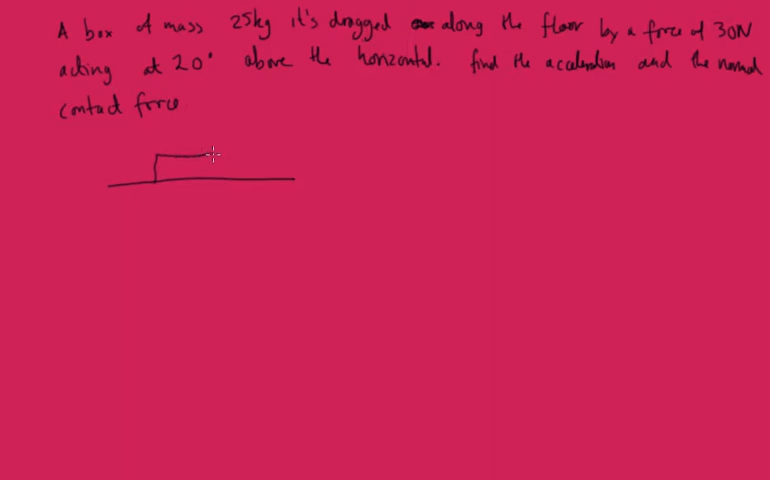 A box of mass 25kg it's dragged along the floor by a force of 30N
acting at 20° above the horizontal. find the acceleration and the normal
contact force